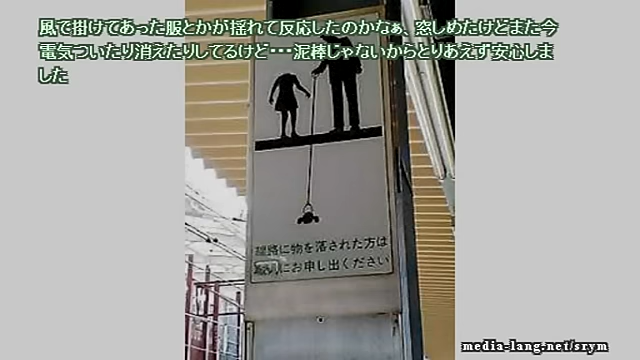 風で掛けてあった服とかが揺れて反応したのかなぁ、窓しめたけどまた今
電気ついたり消えたりしてるけど・・・泥棒じゃないからとりあえず安心しま
した
線路に物を落された方は
駅員にお申し出ください
media-lang-net/srym